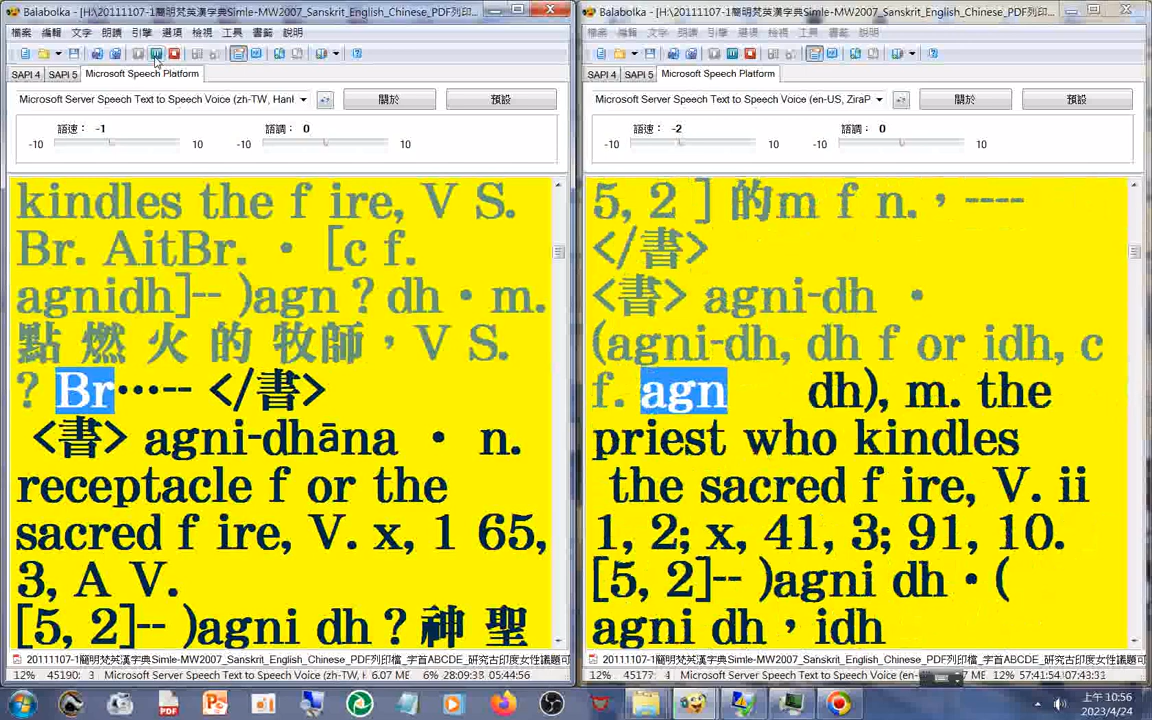 Balabolka - [H:\20111107-1簡明梵英漢字典Simle-MW2007_Sanskrit_English_Chinese_PDF列印...
檔案 編輯 文字 朗讀 引擎 選項 檢視 工具 書籤 說明
SAPI 4 SAPI 5 Microsoft Speech Platform
Microsoft Server Speech Text to Speech Voice (zh-TW, Hanl
關於 預設
語速: -1 語調: 0
-10 10 -10 10
kindles the f ire, V S.
Br. AitBr. • [c f.
agnidh]-- )agn ? dh • m.
點 燃 火 的 牧師，V S.
? Br…-- </書>
<書> agni-dhāna • n.
receptacle f or the
sacred f ire, V. x, 1 65,
3, A V.
[5, 2]-- )agni dh ? 神 聖
20111107-1簡明梵英漢字典Simle-MW2007_Sanskrit_English_Chinese_PDF列印檔_字首ABCDE_研究古印度女性議題可
12% 45190: 3 Microsoft Server Speech Text to Speech Voice (zh-TW, H 6.07 MB 6% 28:09:33 05:44:56
Balabolka - [H:\20111107-1簡明梵英漢字典Simle-MW2007_Sanskrit_English_Chinese_PDF列印...
檔案 編輯 文字 朗讀 引擎 選項 檢視 工具 書籤 說明
SAPI 4 SAPI 5 Microsoft Speech Platform
Microsoft Server Speech Text to Speech Voice (en-US, ZiraP
關於 預設
語速: -2 語調: 0
-10 10 -10 10
5, 2 ] 的m f n.，----
</書>
<書> agni-dh •
(agni-dh, dh f or idh, c
f. agn dh), m. the
priest who kindles
the sacred f ire, V. ii
1, 2; x, 41, 3; 91, 10.
[5, 2]-- )agni dh • (
agni dh，idh
20111107-1簡明梵英漢字典Simle-MW2007_Sanskrit_English_Chinese_PDF列印檔_字首ABCDE_研究古印度女性議題可
12% 45177: Microsoft Server Speech Text to Speech Voice (en- 12% 57:41:54 07:43:31
上午 10:56
2023/4/24